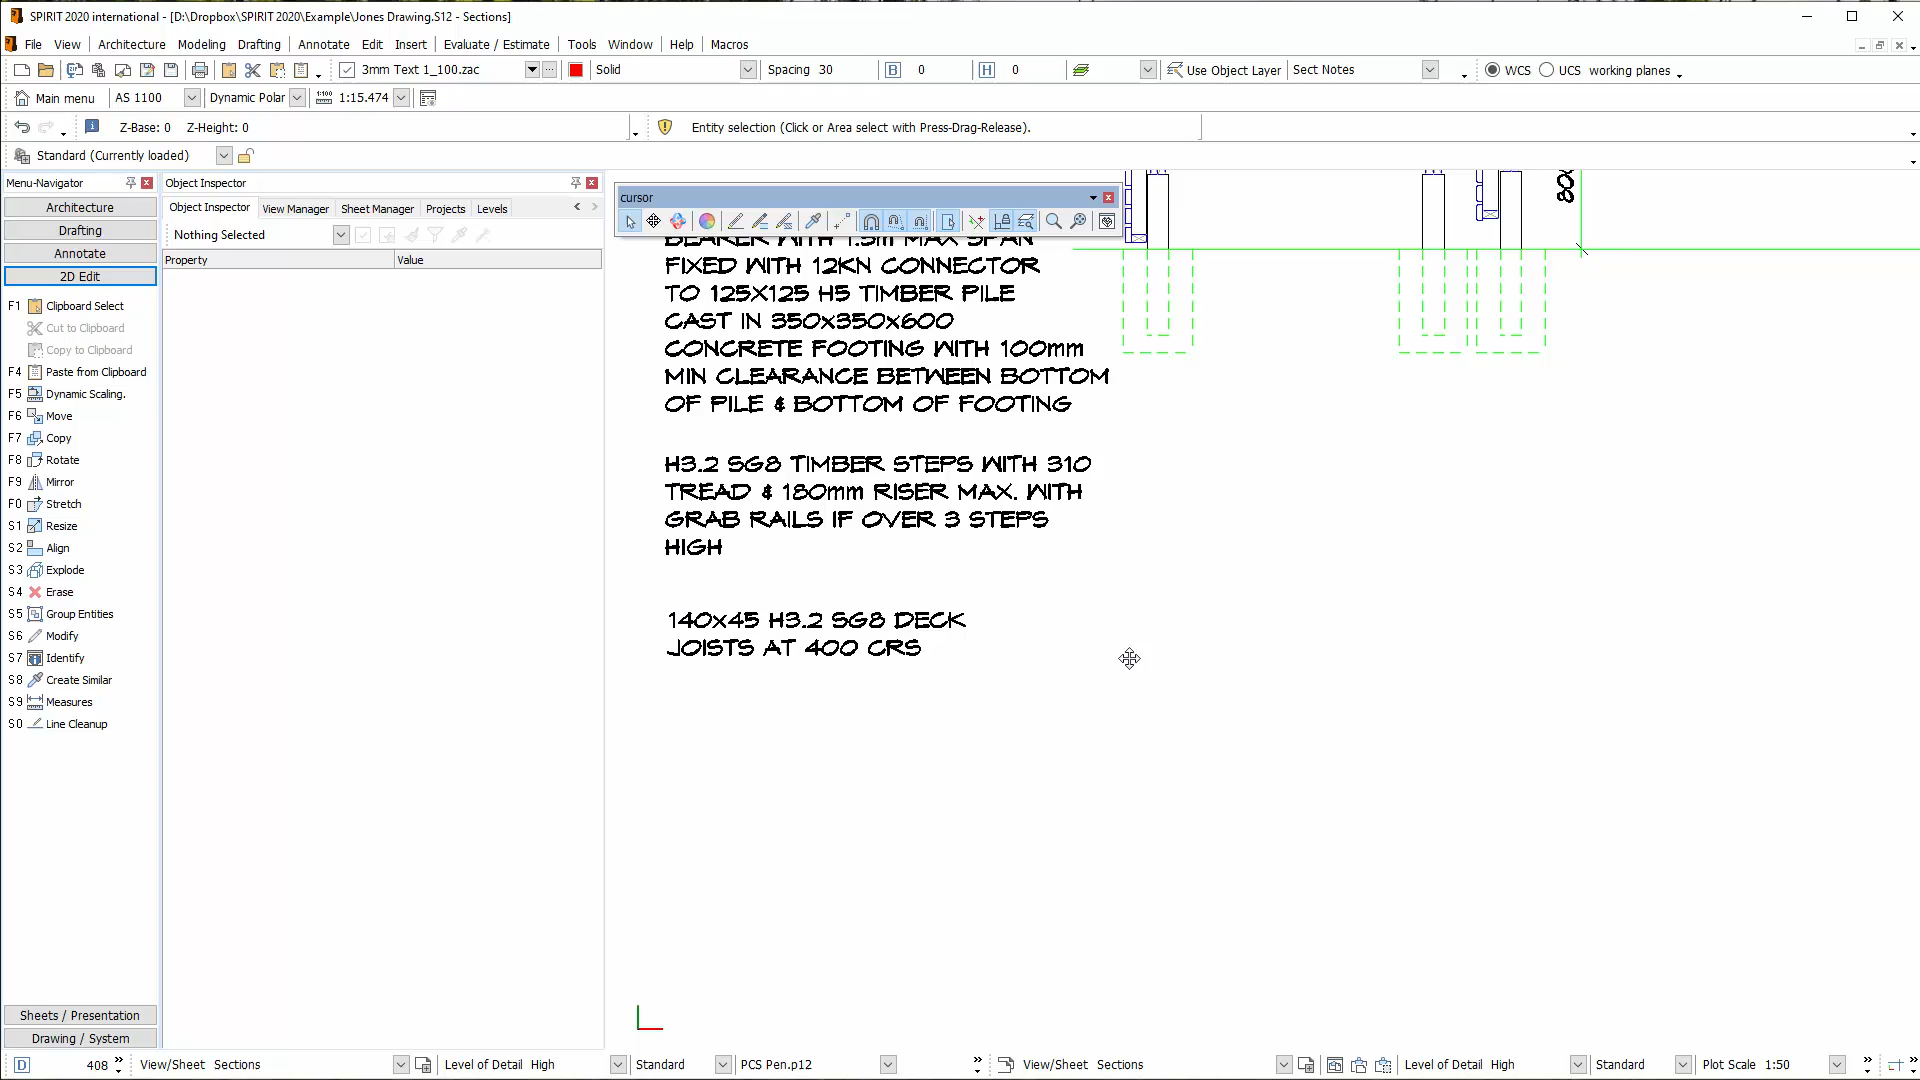 SPIRIT 2020 international - [D:\Dropbox\SPIRIT 2020\Example\Jones Drawing.S12 - Sections]
File View Architecture Modeling Drafting Annotate Edit Insert Evaluate / Estimate Tools Window Help Macros
3mm Text 1_100.zac Solid Spacing 30 B 0 H 0 Use Object Layer Sect Notes WCS UCS working planes
Main menu AS 1100 Dynamic Polar 1:15.474
Z-Base: 0 Z-Height: 0 Entity selection (Click or Area select with Press-Drag-Release).
Standard (Currently loaded)
Menu-Navigator
Architecture
Drafting
Annotate
2D Edit
F1 Clipboard Select
Cut to Clipboard
Copy to Clipboard
F4 Paste from Clipboard
F5 Dynamic Scaling.
F6 Move
F7 Copy
F8 Rotate
F9 Mirror
F0 Stretch
S1 Resize
S2 Align
S3 Explode
S4 Erase
S5 Group Entities
S6 Modify
S7 Identify
S8 Create Similar
S9 Measures
S0 Line Cleanup
Sheets / Presentation
Drawing / System
Object Inspector
Object Inspector View Manager Sheet Manager Projects Levels
Nothing Selected
Property Value
cursor
BEARER WITH 1.3m MAX SPAN
FIXED WITH 12KN CONNECTOR
TO 125X125 H5 TIMBER PILE
CAST IN 350x350x600
CONCRETE FOOTING WITH 100mm
MIN CLEARANCE BETWEEN BOTTOM
OF PILE & BOTTOM OF FOOTING
H3.2 SG8 TIMBER STEPS WITH 310
TREAD & 180mm RISER MAX. WITH
GRAB RAILS IF OVER 3 STEPS
HIGH
140x45 H3.2 SG8 DECK
JOISTS AT 400 CRS
D 408 View/Sheet Sections Level of Detail High Standard PCS Pen.p12 View/Sheet Sections Level of Detail High Standard Plot Scale 1:50